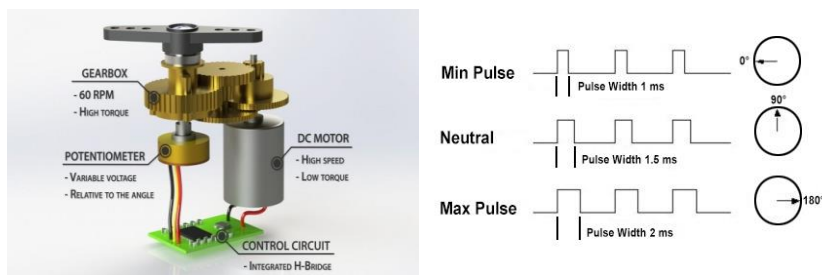 GEARBOX
- 60 RPM
- HIGH TORQUE
POTENTIOMETER
- VARIABLE VOLTAGE
- RELATIVE TO THE ANGLE
DC MOTOR
- HIGH SPEED
- LOW TORQUE
CONTROL CIRCUIT
- INTEGRATED H-BRIDGE
Min Pulse
Pulse Width 1 ms
0°
Neutral
Pulse Width 1.5 ms
90°
Max Pulse
Pulse Width 2 ms
180°